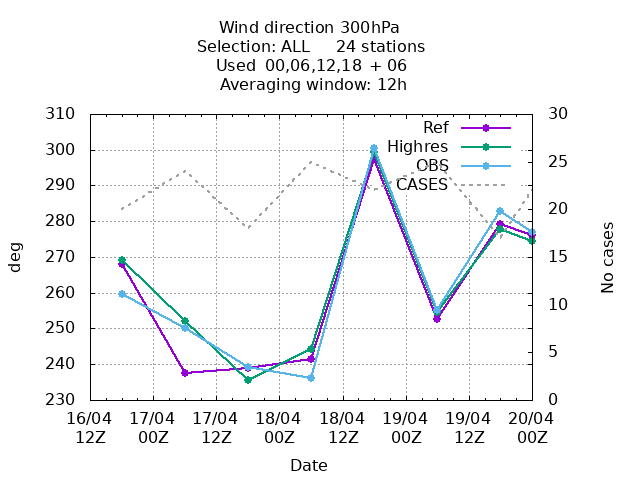 Wind direction 300hPa
Selection: ALL 24 stations
Used 00,06,12,18 + 06
Averaging window: 12h
310
300
290
280
270
260
250
240
230
30
25
20
15
10
5
0
Ref
Highres
OBS
CASES
deg
No cases
16/04 17/04 17/04 18/04 18/04 19/04 19/04 20/04
12Z 00Z 12Z 00Z 12Z 00Z 12Z 00Z
Date